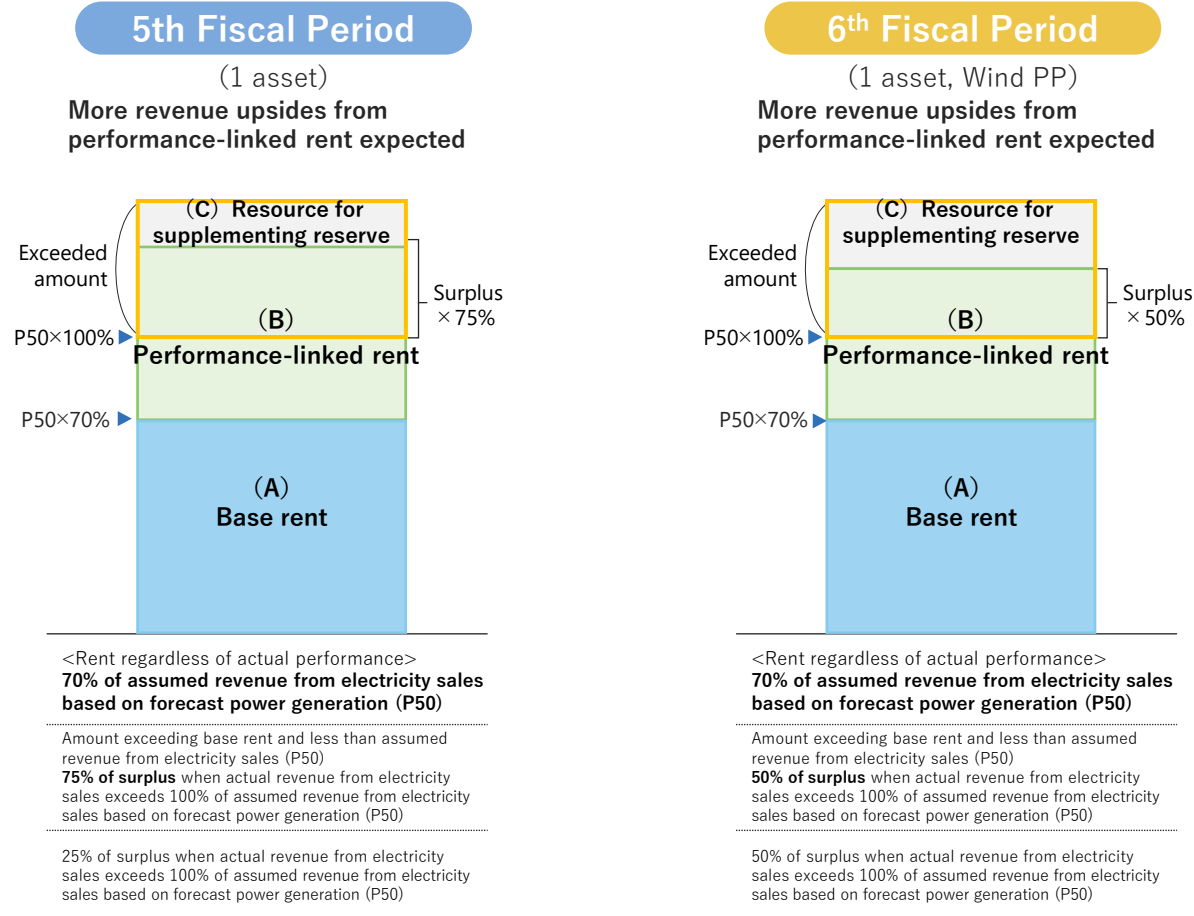 5th Fiscal Period
(1 asset)
More revenue upsides from
performance-linked rent expected
(C) Resource for
supplementing reserve
Exceeded
amount
Surplus
×75%
(B)
P50×100%
Performance-linked rent
P50×70%
(A)
Base rent
<Rent regardless of actual performance>
70% of assumed revenue from electricity sales
based on forecast power generation (P50)
Amount exceeding base rent and less than assumed
revenue from electricity sales (P50)
75% of surplus when actual revenue from electricity
sales exceeds 100% of assumed revenue from electricity
sales based on forecast power generation (P50)
25% of surplus when actual revenue from electricity
sales exceeds 100% of assumed revenue from electricity
sales based on forecast power generation (P50)
6th Fiscal Period
(1 asset, Wind PP)
More revenue upsides from
performance-linked rent expected
(C) Resource for
supplementing reserve
Exceeded
amount
Surplus
×50%
(B)
P50×100%
Performance-linked rent
P50×70%
(A)
Base rent
<Rent regardless of actual performance>
70% of assumed revenue from electricity sales
based on forecast power generation (P50)
Amount exceeding base rent and less than assumed
revenue from electricity sales (P50)
50% of surplus when actual revenue from electricity
sales exceeds 100% of assumed revenue from electricity
sales based on forecast power generation (P50)
50% of surplus when actual revenue from electricity
sales exceeds 100% of assumed revenue from electricity
sales based on forecast power generation (P50)